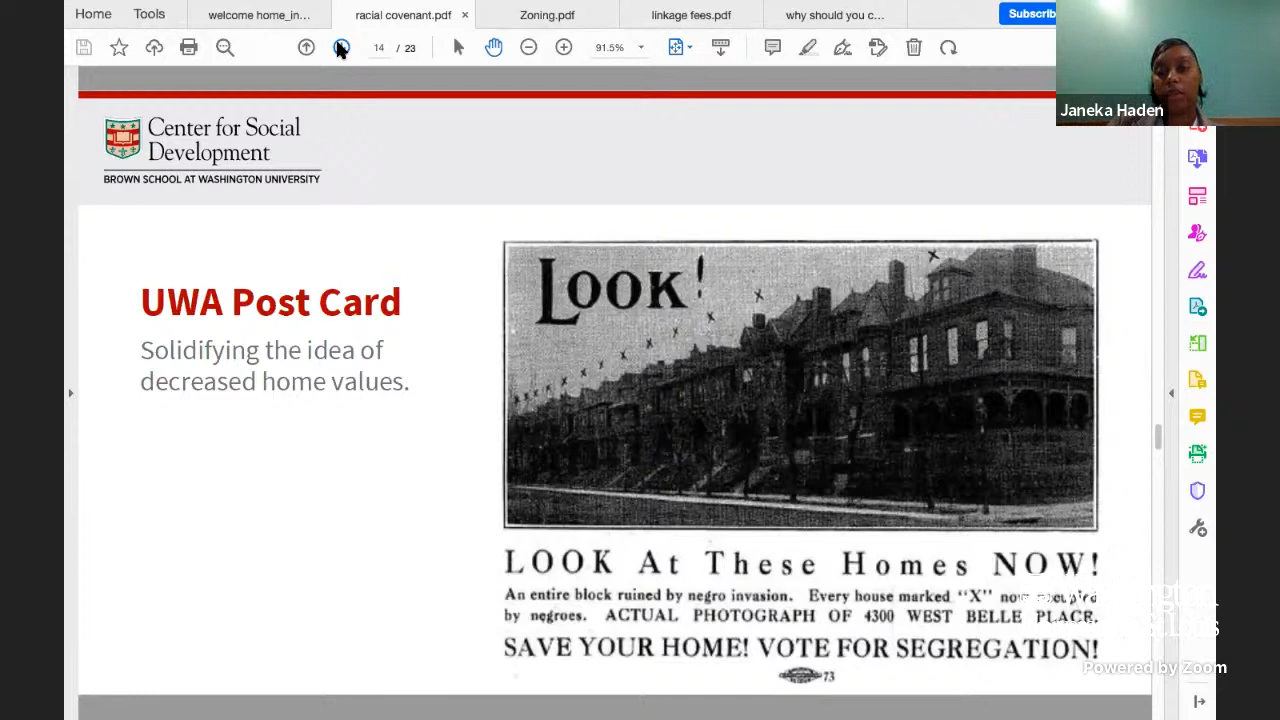 Home
Tools
welcome home_in...
racial covenant.pdf
×
Zoning.pdf
linkage fees.pdf
why should you c...
Subscrib
14 / 23
91.5%
Janeka Haden
Center for Social
Development
BROWN SCHOOL AT WASHINGTON UNIVERSITY
UWA Post Card
Solidifying the idea of
decreased home values.
LOOK!
LOOK At These Homes NOW!
An entire block ruined by negro invasion. Every house marked "X" now occupied
by negroes. ACTUAL PHOTOGRAPH OF 4300 WEST BELLE PLACE.
SAVE YOUR HOME! VOTE FOR SEGREGATION!
73
Washington
Powered by Zoom